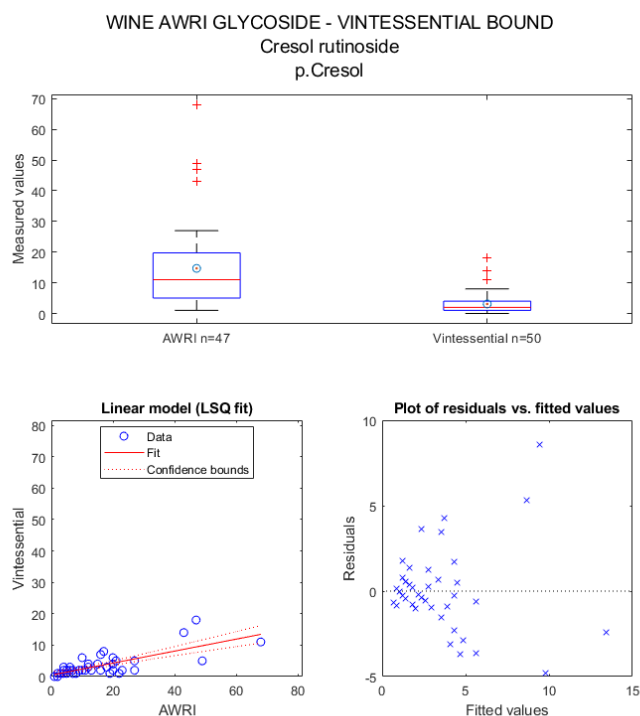 WINE AWRI GLYCOSIDE - VINTESSENTIAL BOUND
Cresol rutinoside
p.Cresol
Measured values
70
60
50
40
30
20
10
0
AWRI n=47
Vintessential n=50
Linear model (LSQ fit)
Data
Fit
Confidence bounds
Vintessential
80
70
60
50
40
30
20
10
0
0
20
40
60
80
AWRI
Plot of residuals vs. fitted values
Residuals
10
5
0
-5
0
5
10
15
Fitted values